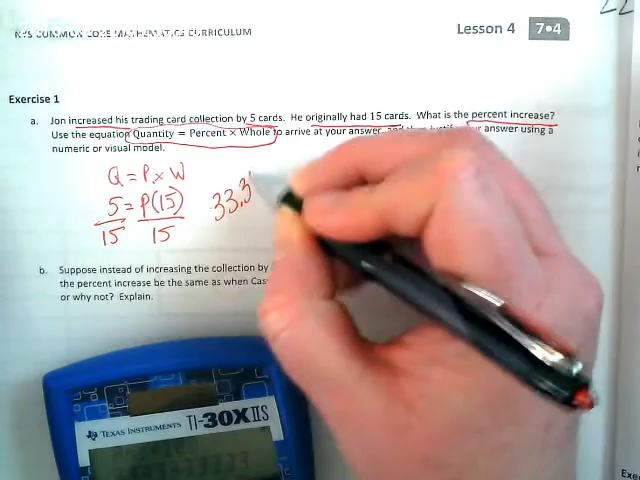 22
NYS COMMON CORE MATHEMATICS CURRICULUM
Lesson 4 7•4
Exercise 1
a. Jon increased his trading card collection by 5 cards. He originally had 15 cards. What is the percent increase?
Use the equation Quantity = Percent × Whole to arrive at your answer, and then justify your answer using a
numeric or visual model.
Q = P × W
5 = P(15)
15 15
33.3
b. Suppose instead of increasing the collection by
the percent increase be the same as when
or why not? Explain.
TEXAS INSTRUMENTS TI-30X IIS